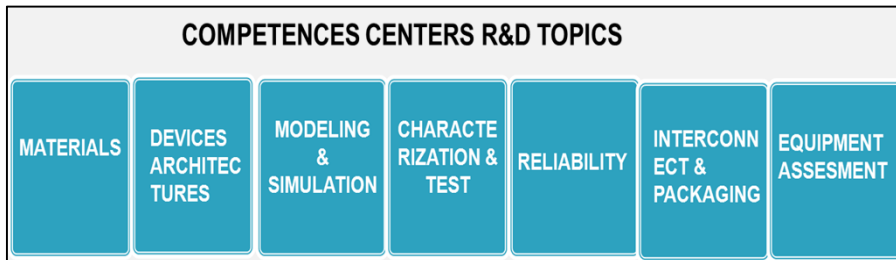 COMPETENCES CENTERS R&D TOPICS
MATERIALS
DEVICES
ARCHITEC
TURES
MODELING
&
SIMULATION
CHARACTE
RIZATION &
TEST
RELIABILITY
INTERCONN
ECT &
PACKAGING
EQUIPMENT
ASSESMENT